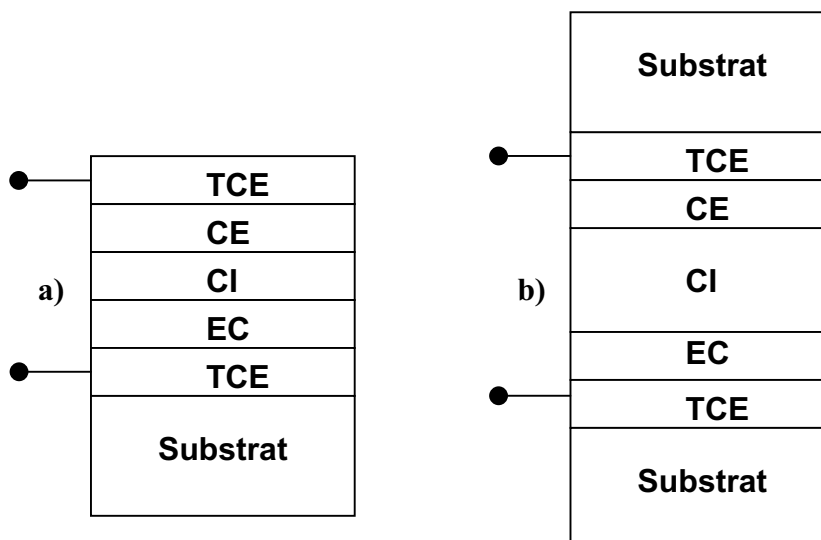 a)
TCE
CE
CI
EC
TCE
Substrat
b)
Substrat
TCE
CE
CI
EC
TCE
Substrat